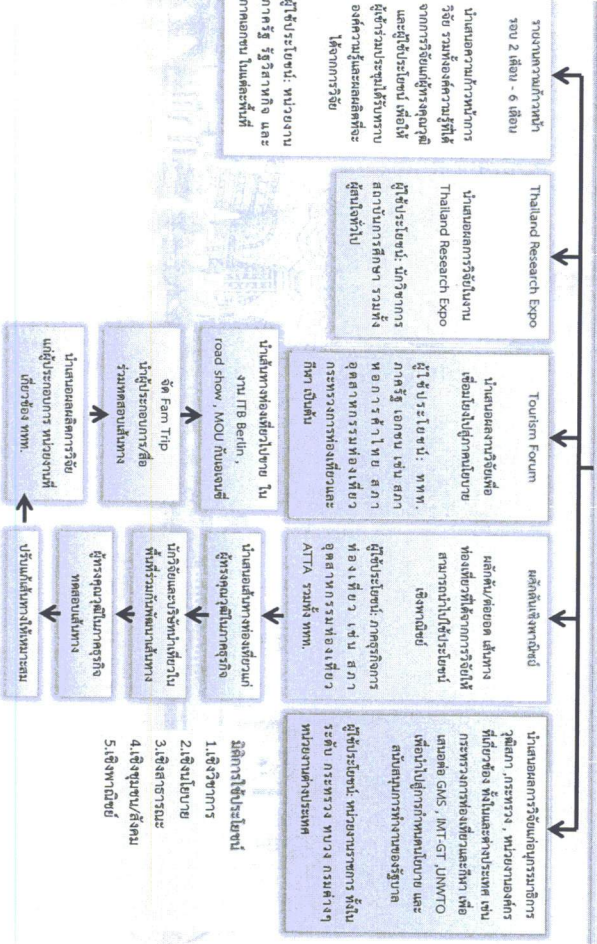 รายงานความก้าวหน้า
รอบ 2 เดือน - 6 เดือน
นำเสนอความก้าวหน้าการ
วิจัย รวมทั้งองค์ความรู้ที่ได้
จากการวิจัยแก่ผู้ทรงคุณวุฒิ
และผู้ใช้ประโยชน์ เพื่อให้
ผู้เข้าร่วมประชุมได้รับทราบ
องค์ความรู้และผลผลิตที่จะ
ได้จากการวิจัย
ผู้ใช้ประโยชน์: หน่วยงาน
ภาครัฐ รัฐวิสาหกิจ และ
ภาคเอกชน ในแต่ละพื้นที่
Thailand Research Expo
นำเสนอผลการวิจัยในงาน
Thailand Research Expo
ผู้ใช้ประโยชน์: นักวิชาการ
สถาบันการศึกษา รวมทั้ง
ผู้สนใจทั่วไป
Tourism Forum
นำเสนอผลงานวิจัยเพื่อ
เชื่อมโยงไปสู่ภาคนโยบาย
ผู้ใช้ประโยชน์: ททท.
ภาครัฐ เอกชน เช่น สภา
หอการค้าไทย สภา
อุตสาหกรรมท่องเที่ยว
กระทรวงการท่องเที่ยวและ
กีฬา เป็นต้น
ผลักดันเชิงพาณิชย์
ผลักดัน/ต่อยอด เส้นทาง
ท่องเที่ยวที่ได้จากการวิจัยให้
สามารถนำไปใช้ประโยชน์
เชิงพาณิชย์
ผู้ใช้ประโยชน์: ภาคธุรกิจการ
ท่องเที่ยว เช่น สภา
อุตสาหกรรมท่องเที่ยว
ATTA รวมทั้ง ททท.
นำเสนอผลการวิจัยแก่อนุกรรมาธิการ
วุฒิสภา ,กระทรวง , หน่วยงานองค์กร
ที่เกี่ยวข้อง ทั้งในและต่างประเทศ เช่น
กระทรวงการท่องเที่ยวและกีฬา เพื่อ
เสนอต่อ GMS , IMT-GT ,UNWTO
เพื่อนำไปสู่การกำหนดนโยบาย และ
สนับสนุนการทำงานของรัฐบาล
ผู้ใช้ประโยชน์: หน่วยงานราชการ ทั้งใน
ระดับ กระทรวง ทบวง กรมต่างๆ
หน่วยงานต่างประเทศ
นำเส้นทางท่องเที่ยวไปขาย ใน
งาน ITB Berlin ,
road show , MOU กับเอเจนซี่
จัด Fam Trip
นำผู้ประกอบการ/สื่อ
ร่วมทดสอบเส้นทาง
นำเสนอผลผลิตการวิจัย
แก่ผู้ประกอบการ หน่วยงานที่
เกี่ยวข้อง ททท.
นำเสนอเส้นทางท่องเที่ยวแก่
ผู้ทรงคุณวุฒิในภาคธุรกิจ
นักวิจัยและบริษัทนำเที่ยวใน
พื้นที่ร่วมกันพัฒนาเส้นทาง
ผู้ทรงคุณวุฒิในภาคธุรกิจ
ทดสอบเส้นทาง
ปรับแก้เส้นทางให้เหมาะสม
มิติการใช้ประโยชน์
1.เชิงวิชาการ
2.เชิงนโยบาย
3.เชิงสาธารณะ
4.เชิงชุมชน/สังคม
5.เชิงพาณิชย์